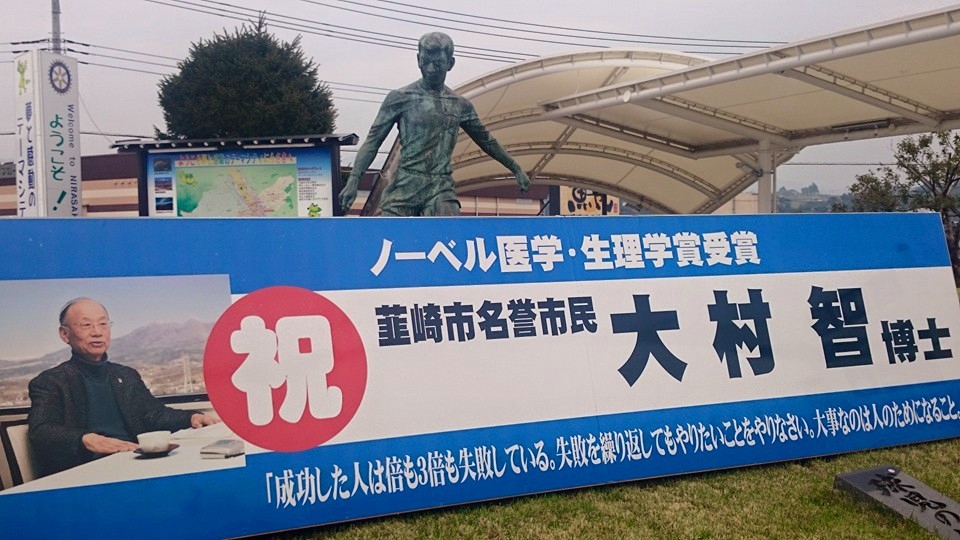 Welcome to NIRASAK
ようこそ!
ノーベル医学・生理学賞受賞
祝
韮崎市名誉市民 大村 智 博士
「成功した人は倍も3倍も失敗している。失敗を繰り返してもやりたいことをやりなさい。大事なのは人のためになること。